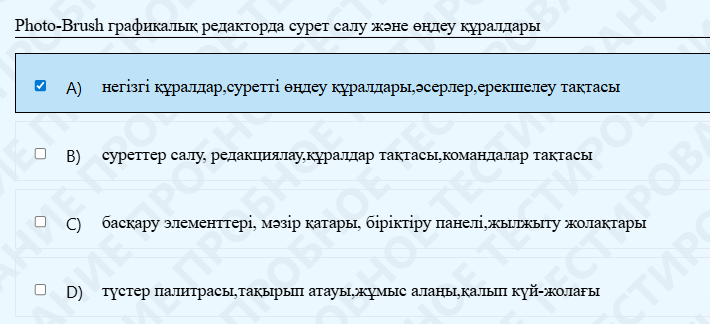 Photo-Brush графикалық редакторда сурет салу және өңдеу құралдары
A) негізгі құралдар,суретті өңдеу құралдары,әсерлер,ерекшелеу тақтасы
B) суреттер салу, редакциялау,құралдар тақтасы,командалар тақтасы
C) басқару элементтері, мәзір қатары, біріктіру панелі,жылжыту жолақтары
D) түстер палитрасы,тақырып атауы,жұмыс алаңы,қалып күй-жолағы